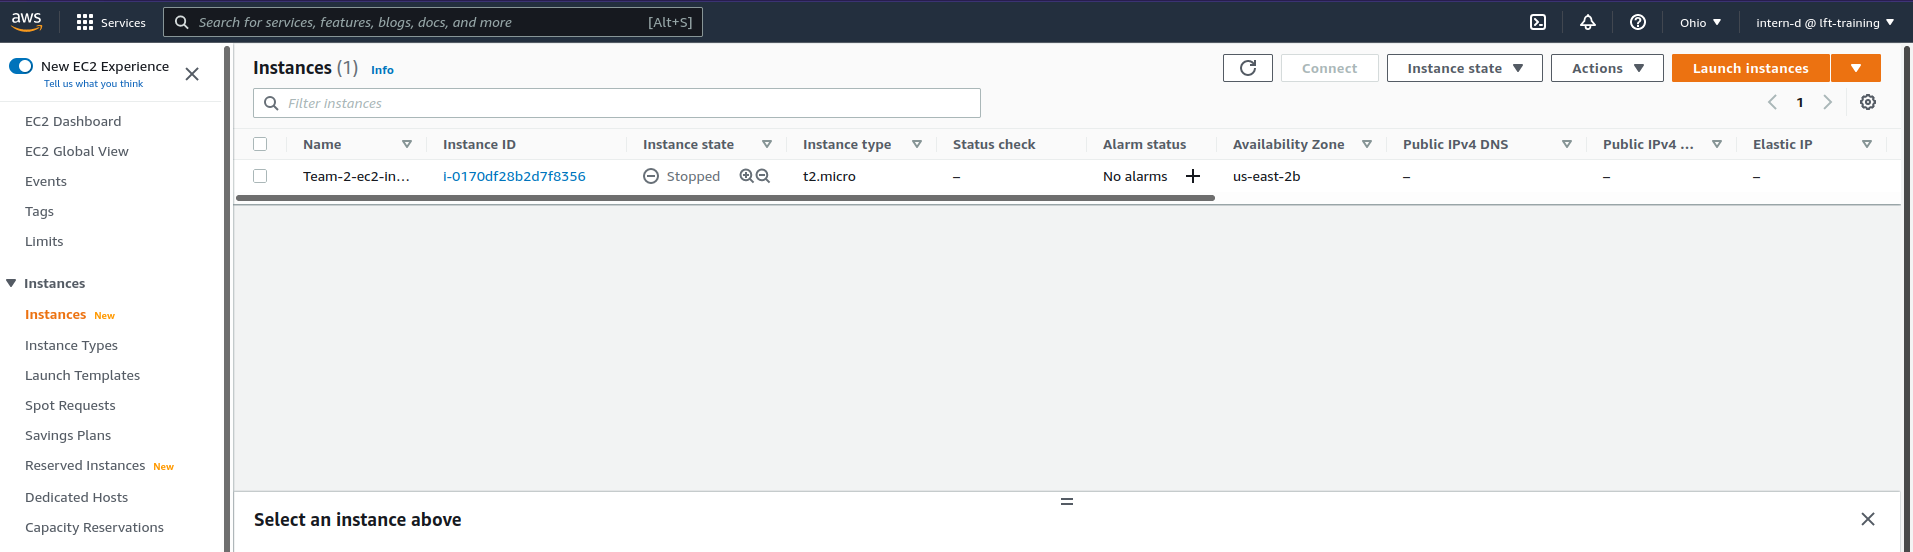 aws Services Search for services, features, blogs, docs, and more [Alt+S] Ohio intern-d @ lft-training
New EC2 Experience
Tell us what you think
EC2 Dashboard
EC2 Global View
Events
Tags
Limits
Instances
Instances New
Instance Types
Launch Templates
Spot Requests
Savings Plans
Reserved Instances New
Dedicated Hosts
Capacity Reservations
Instances (1) Info Connect Instance state Actions Launch instances
Filter instances 1
Name Instance ID Instance state Instance type Status check Alarm status Availability Zone Public IPv4 DNS Public IPv4 ... Elastic IP
Team-2-ec2-in... i-0170df28b2d7f8356 Stopped t2.micro – No alarms + us-east-2b – – –
Select an instance above